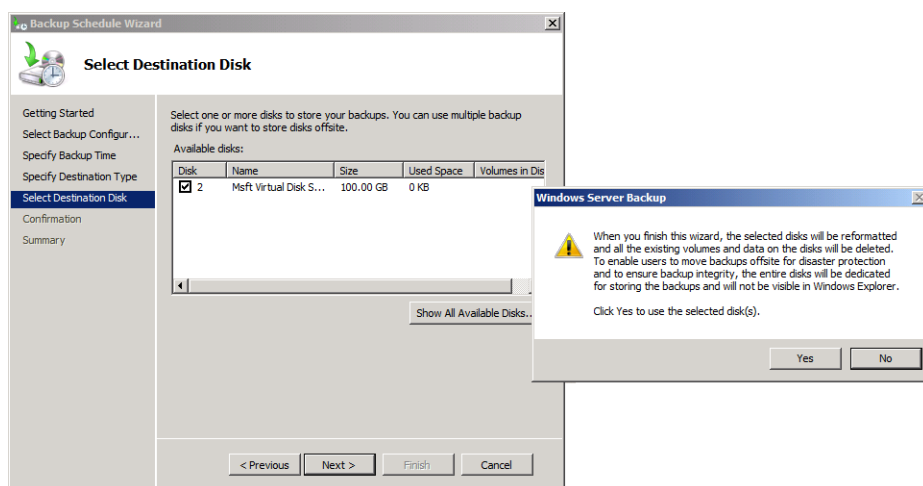 Backup Schedule Wizard
Select Destination Disk
Getting Started
Select Backup Configur...
Specify Backup Time
Specify Destination Type
Select Destination Disk
Confirmation
Summary
Select one or more disks to store your backups. You can use multiple backup
disks if you want to store disks offsite.
Available disks:
Disk Name Size Used Space Volumes in Dis
2 Msft Virtual Disk S... 100.00 GB 0 KB
Show All Available Disks..
< Previous Next > Finish Cancel
Windows Server Backup
When you finish this wizard, the selected disks will be reformatted
and all the existing volumes and data on the disks will be deleted.
To enable users to move backups offsite for disaster protection
and to ensure backup integrity, the entire disks will be dedicated
for storing the backups and will not be visible in Windows Explorer.
Click Yes to use the selected disk(s).
Yes No